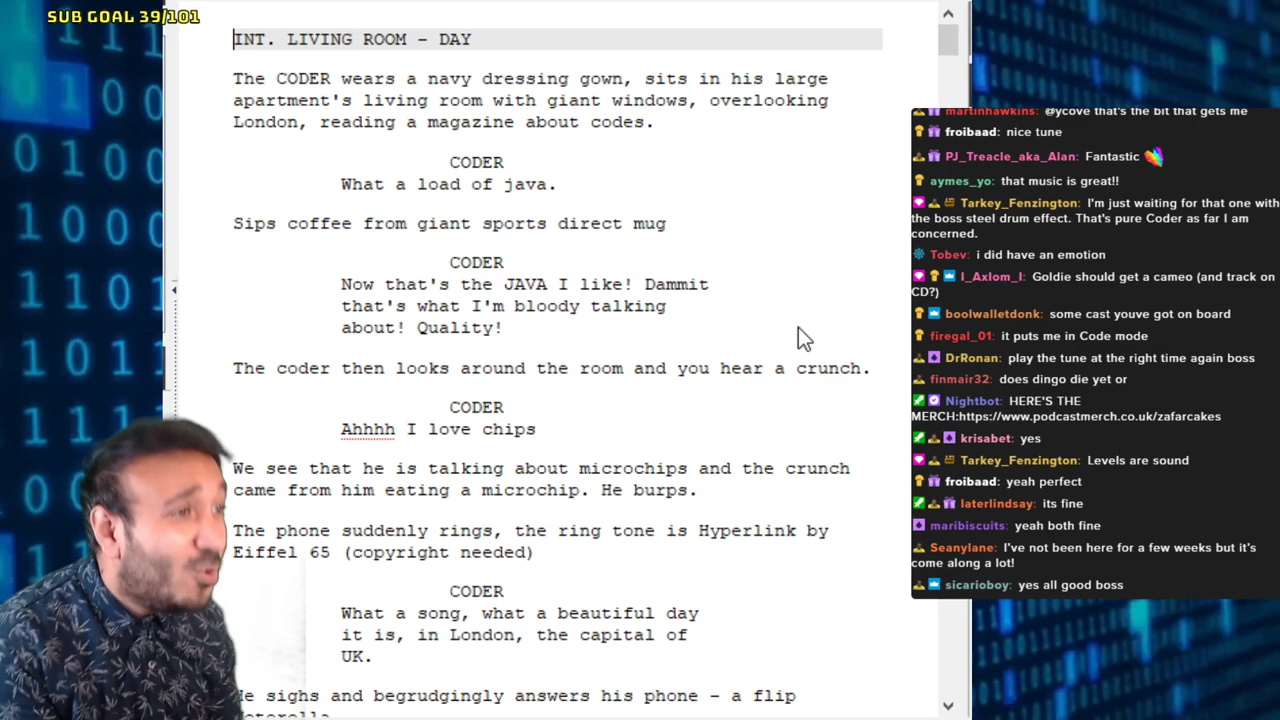 SUB GOAL 39/101
INT. LIVING ROOM - DAY
The CODER wears a navy dressing gown, sits in his large
apartment's living room with giant windows, overlooking
London, reading a magazine about codes.
CODER
What a load of java.
Sips coffee from giant sports direct mug
CODER
Now that's the JAVA I like! Dammit
that's what I'm bloody talking
about! Quality!
The coder then looks around the room and you hear a crunch.
CODER
Ahhhh I love chips
We see that he is talking about microchips and the crunch
came from him eating a microchip. He burps.
The phone suddenly rings, the ring tone is Hyperlink by
Eiffel 65 (copyright needed)
CODER
What a song, what a beautiful day
it is, in London, the capital of
UK.
He sighs and begrudgingly answers his phone - a flip
martinhawkins: @ycove that's the bit that gets me
froibaad: nice tune
PJ_Treacle_aka_Alan: Fantastic
aymes_yo: that music is great!!
Tarkey_Fenzington: I'm just waiting for that one with
the boss steel drum effect. That's pure Coder as far I am
concerned.
Tobev: i did have an emotion
I_AxIom_I: Goldie should get a cameo (and track on
CD?)
boolwalletdonk: some cast youve got on board
firegal_01: it puts me in Code mode
DrRonan: play the tune at the right time again boss
finmair32: does dingo die yet or
Nightbot: HERE'S THE
MERCH:https://www.podcastmerch.co.uk/zafarcakes
krisabet: yes
Tarkey_Fenzington: Levels are sound
froibaad: yeah perfect
laterlindsay: its fine
maribiscuits: yeah both fine
Seanylane: I've not been here for a few weeks but it's
come along a lot!
sicarioboy: yes all good boss